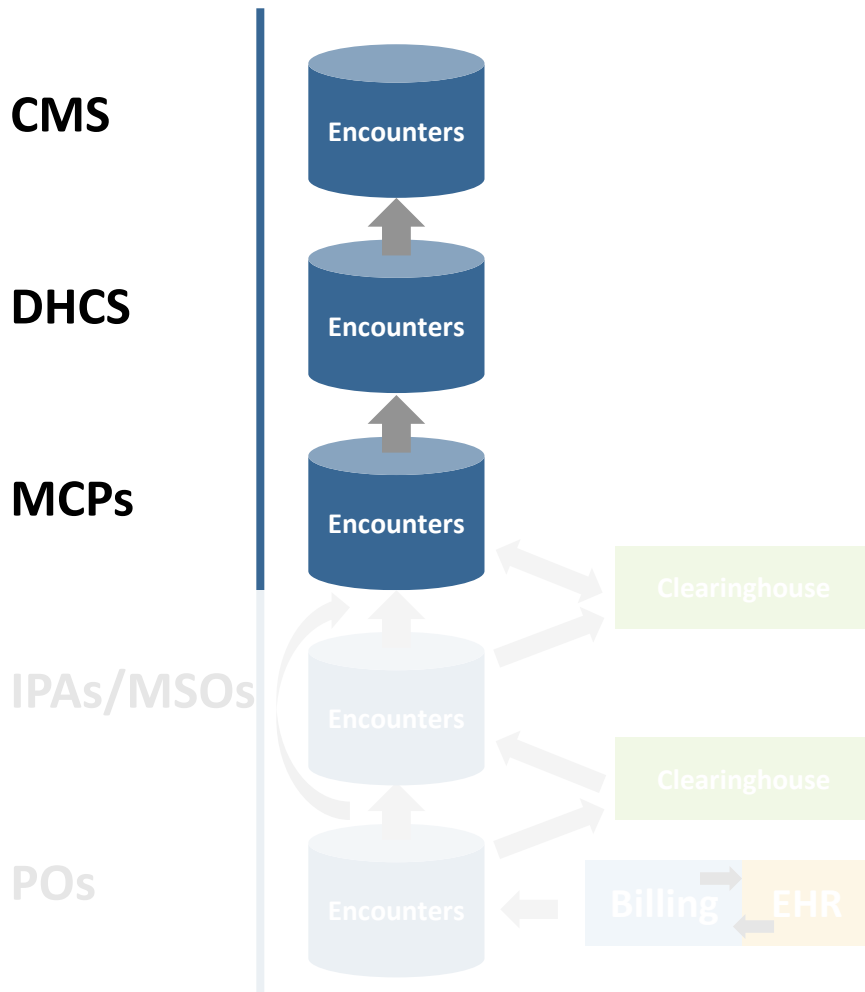 CMS
Encounters
DHCS
Encounters
MCPs
Encounters
Clearinghouse
IPAs/MSOs
Encounters
Clearinghouse
POs
Encounters
Billing
EHR